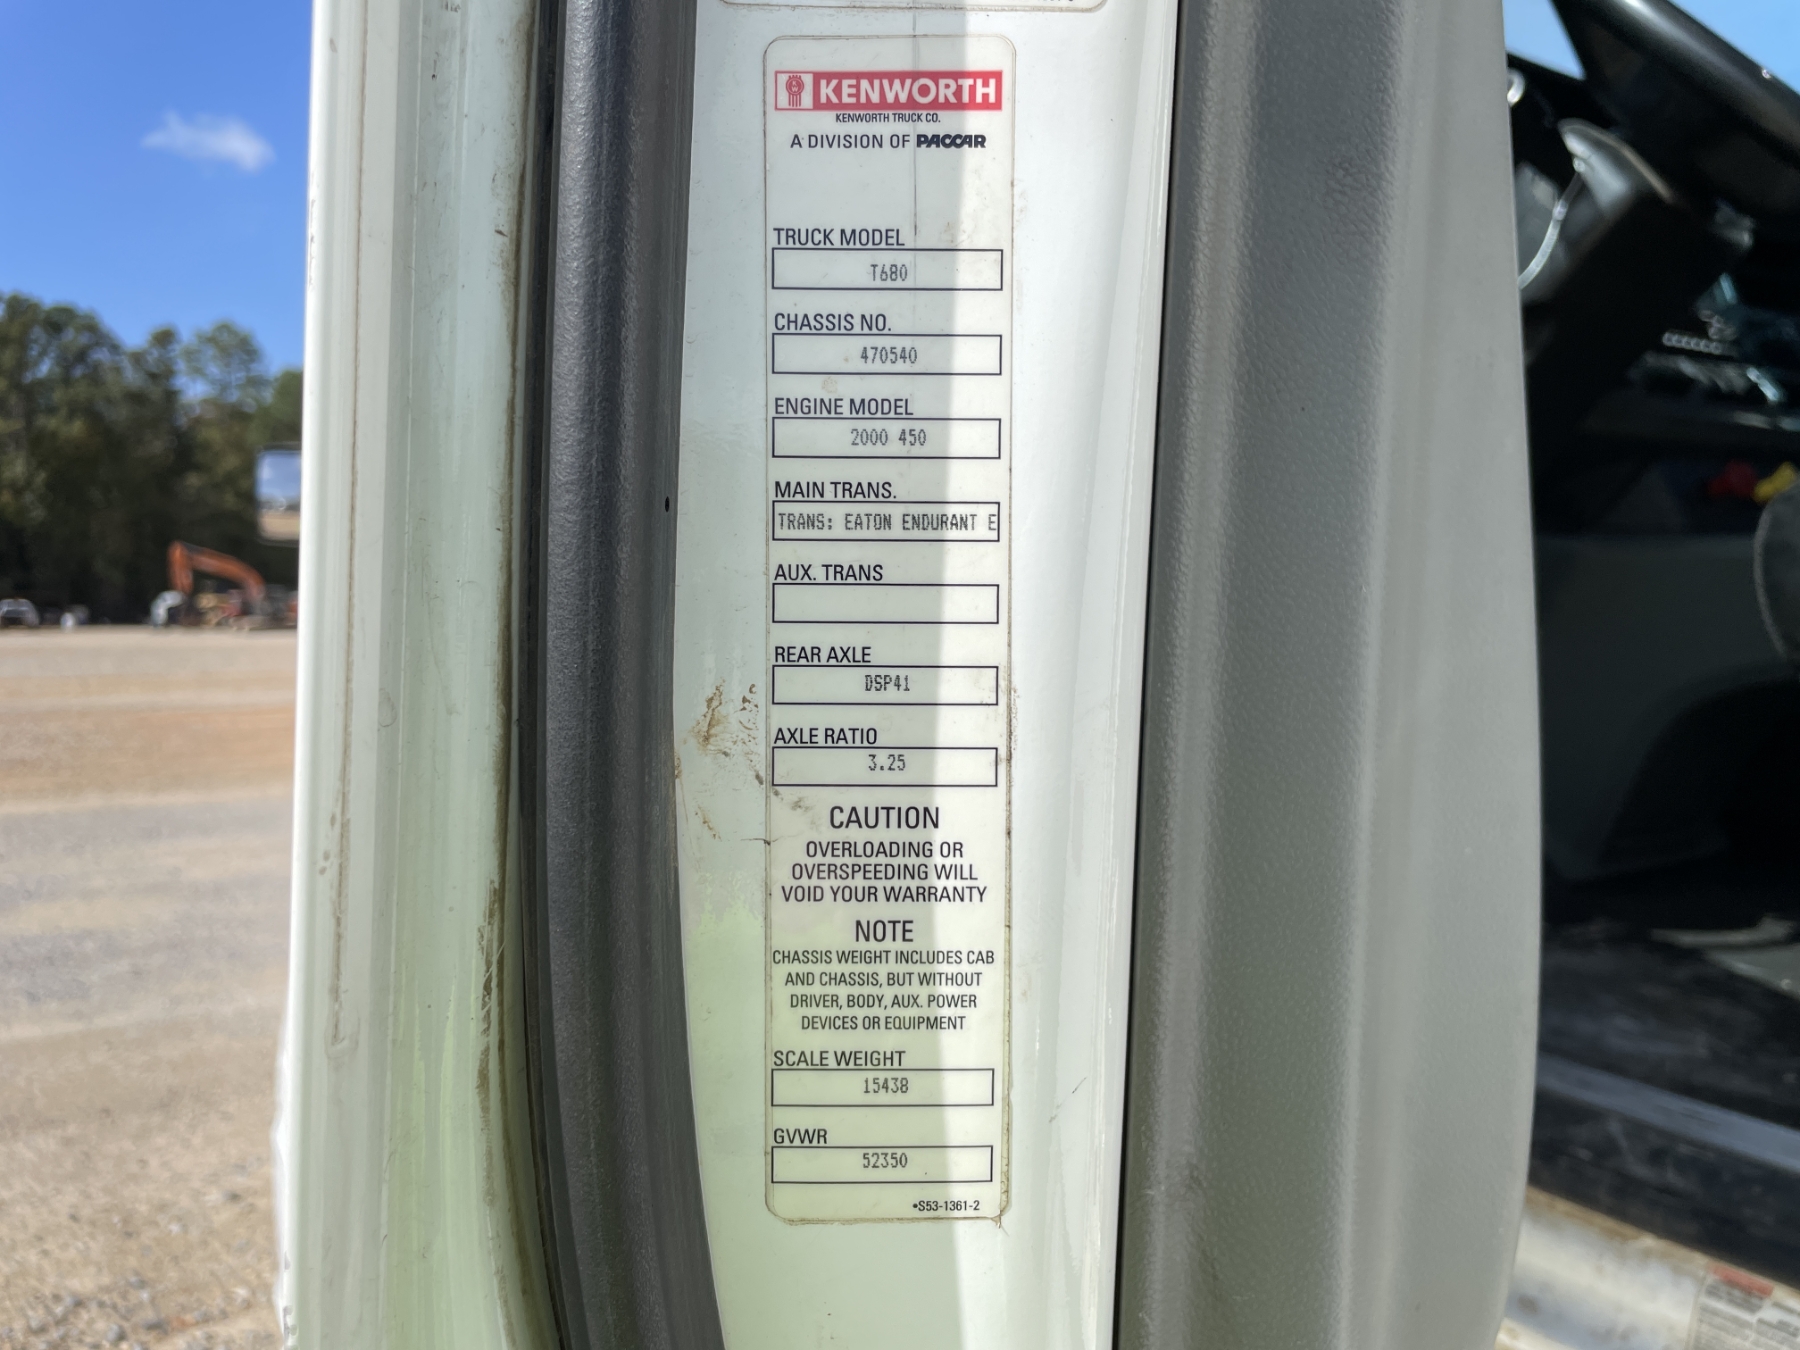 KENWORTH
KENWORTH TRUCK CO.
A DIVISION OF PACCAR
TRUCK MODEL
T680
CHASSIS NO.
470540
ENGINE MODEL
2000 450
MAIN TRANS.
TRANS: EATON ENDURANT E
AUX. TRANS
REAR AXLE
DSP41
AXLE RATIO
3.25
CAUTION
OVERLOADING OR
OVERSPEEDING WILL
VOID YOUR WARRANTY
NOTE
CHASSIS WEIGHT INCLUDES CAB
AND CHASSIS, BUT WITHOUT
DRIVER, BODY, AUX. POWER
DEVICES OR EQUIPMENT
SCALE WEIGHT
15438
GVWR
52350
•S53-1361-2